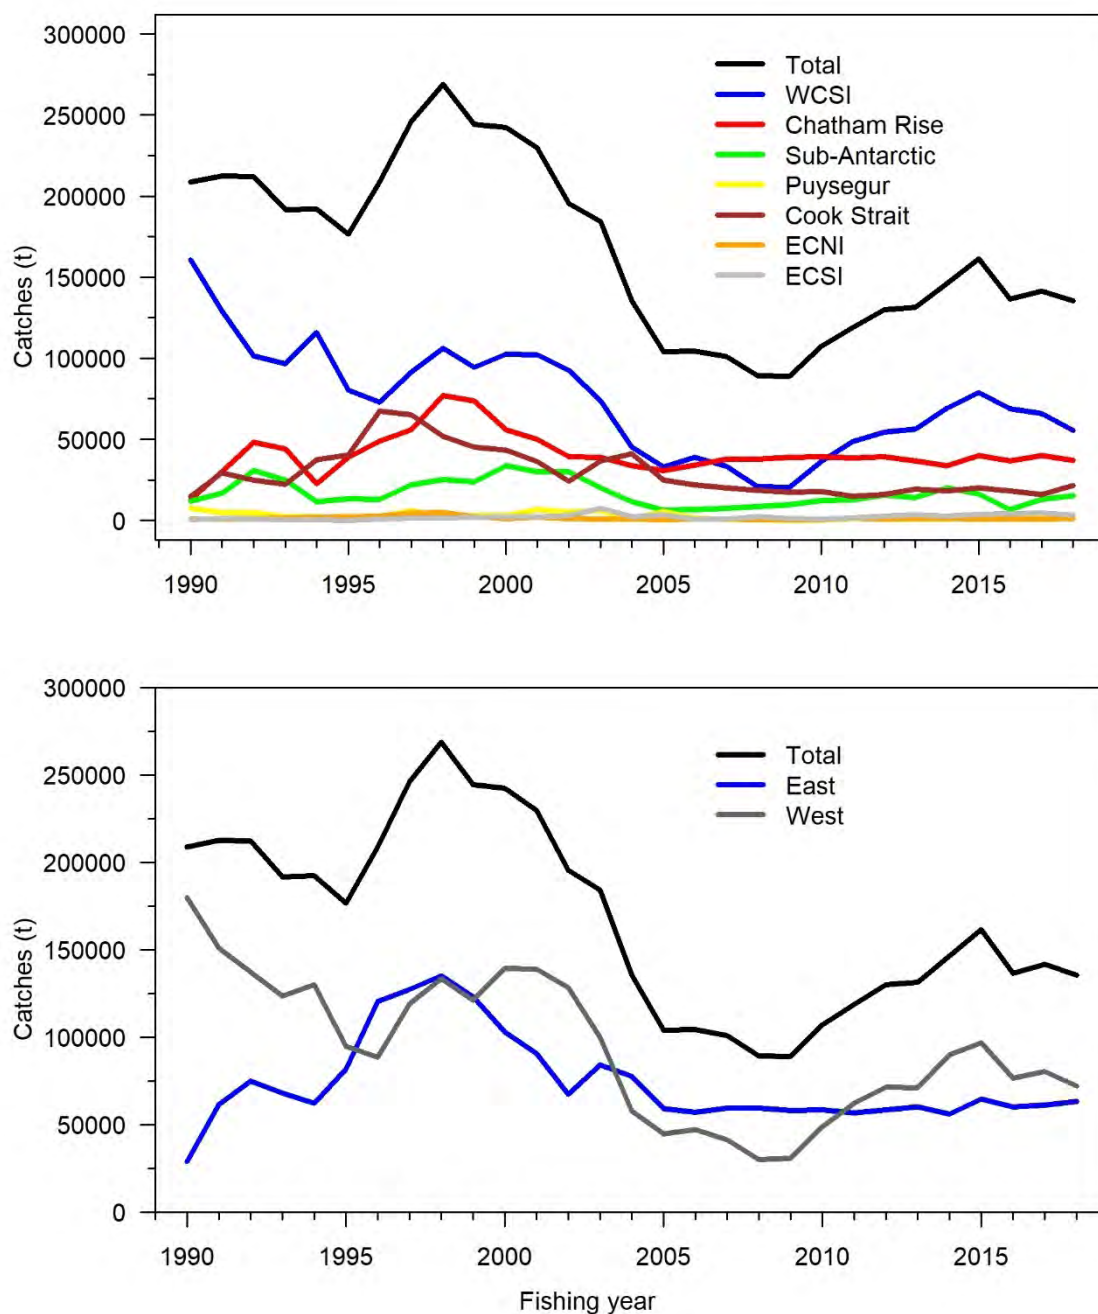 300000
250000
200000
150000
100000
50000
0
Catches (t)
Total
WCSI
Chatham Rise
Sub-Antarctic
Puysegur
Cook Strait
ECNI
ECSI
1990 1995 2000 2005 2010 2015
300000
250000
200000
150000
100000
50000
0
Catches (t)
Total
East
West
1990 1995 2000 2005 2010 2015
Fishing year